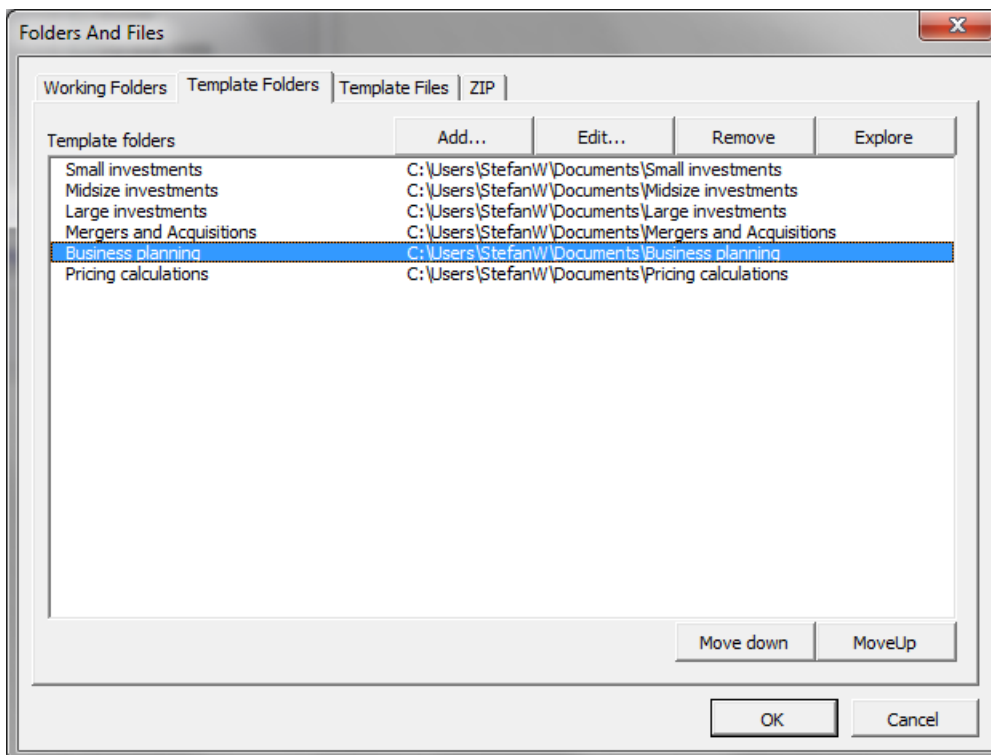 Folders And Files
Working Folders Template Folders Template Files ZIP
Template folders Add... Edit... Remove Explore
Small investments C:\Users\StefanW\Documents\Small investments
Midsize investments C:\Users\StefanW\Documents\Midsize investments
Large investments C:\Users\StefanW\Documents\Large investments
Mergers and Acquisitions C:\Users\StefanW\Documents\Mergers and Acquisitions
Business planning C:\Users\StefanW\Documents\Business planning
Pricing calculations C:\Users\StefanW\Documents\Pricing calculations
Move down MoveUp
OK Cancel